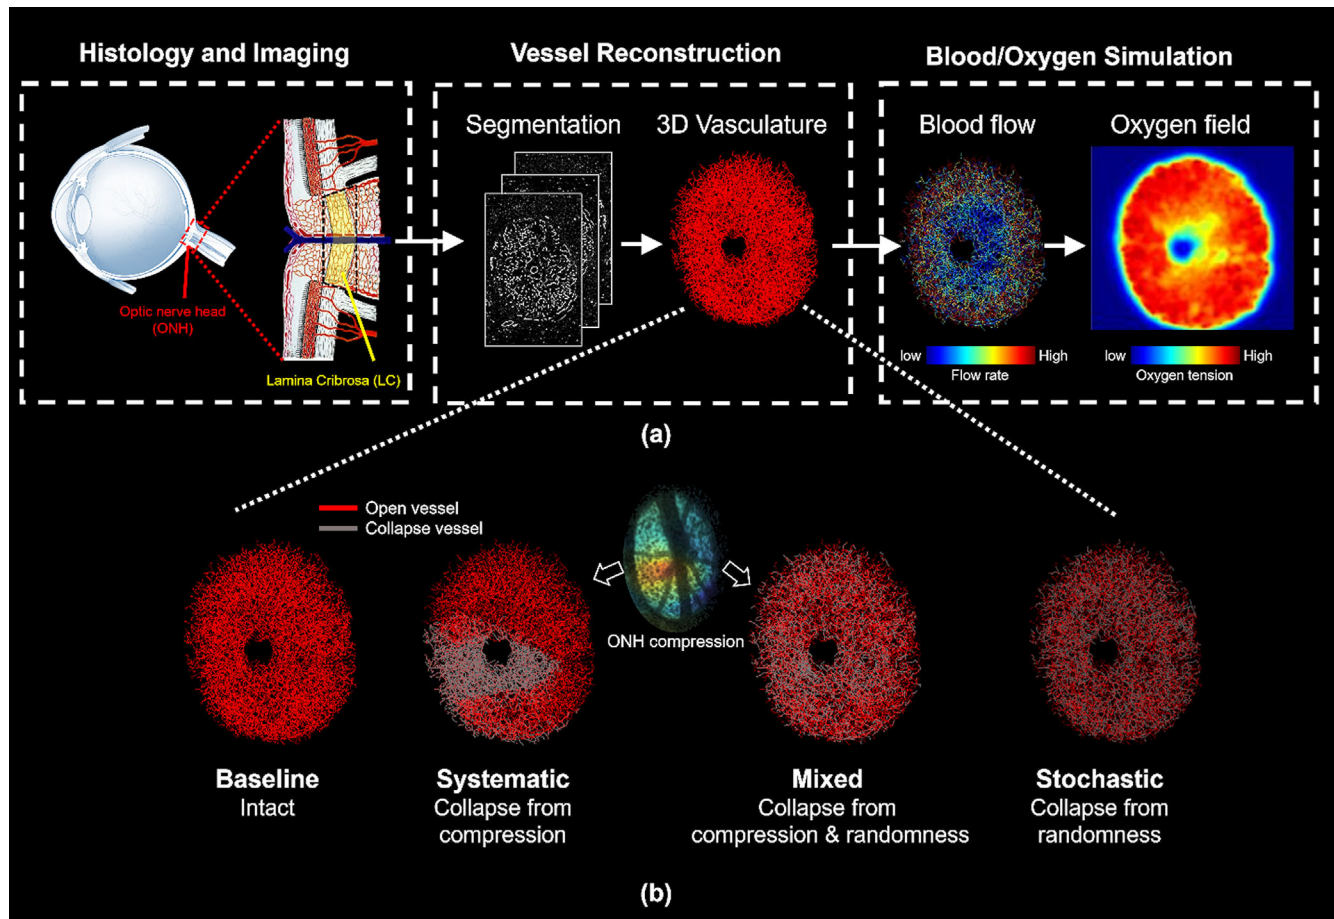 Histology and Imaging
Vessel Reconstruction
Blood/Oxygen Simulation
Segmentation
3D Vasculature
Blood flow
Oxygen field
Optic nerve head
(ONH)
Lamina Cribrosa (LC)
low
High
Flow rate
low
High
Oxygen tension
(a)
Open vessel
Collapse vessel
ONH compression
Baseline
Intact
Systematic
Collapse from
compression
Mixed
Collapse from
compression & randomness
Stochastic
Collapse from
randomness
(b)